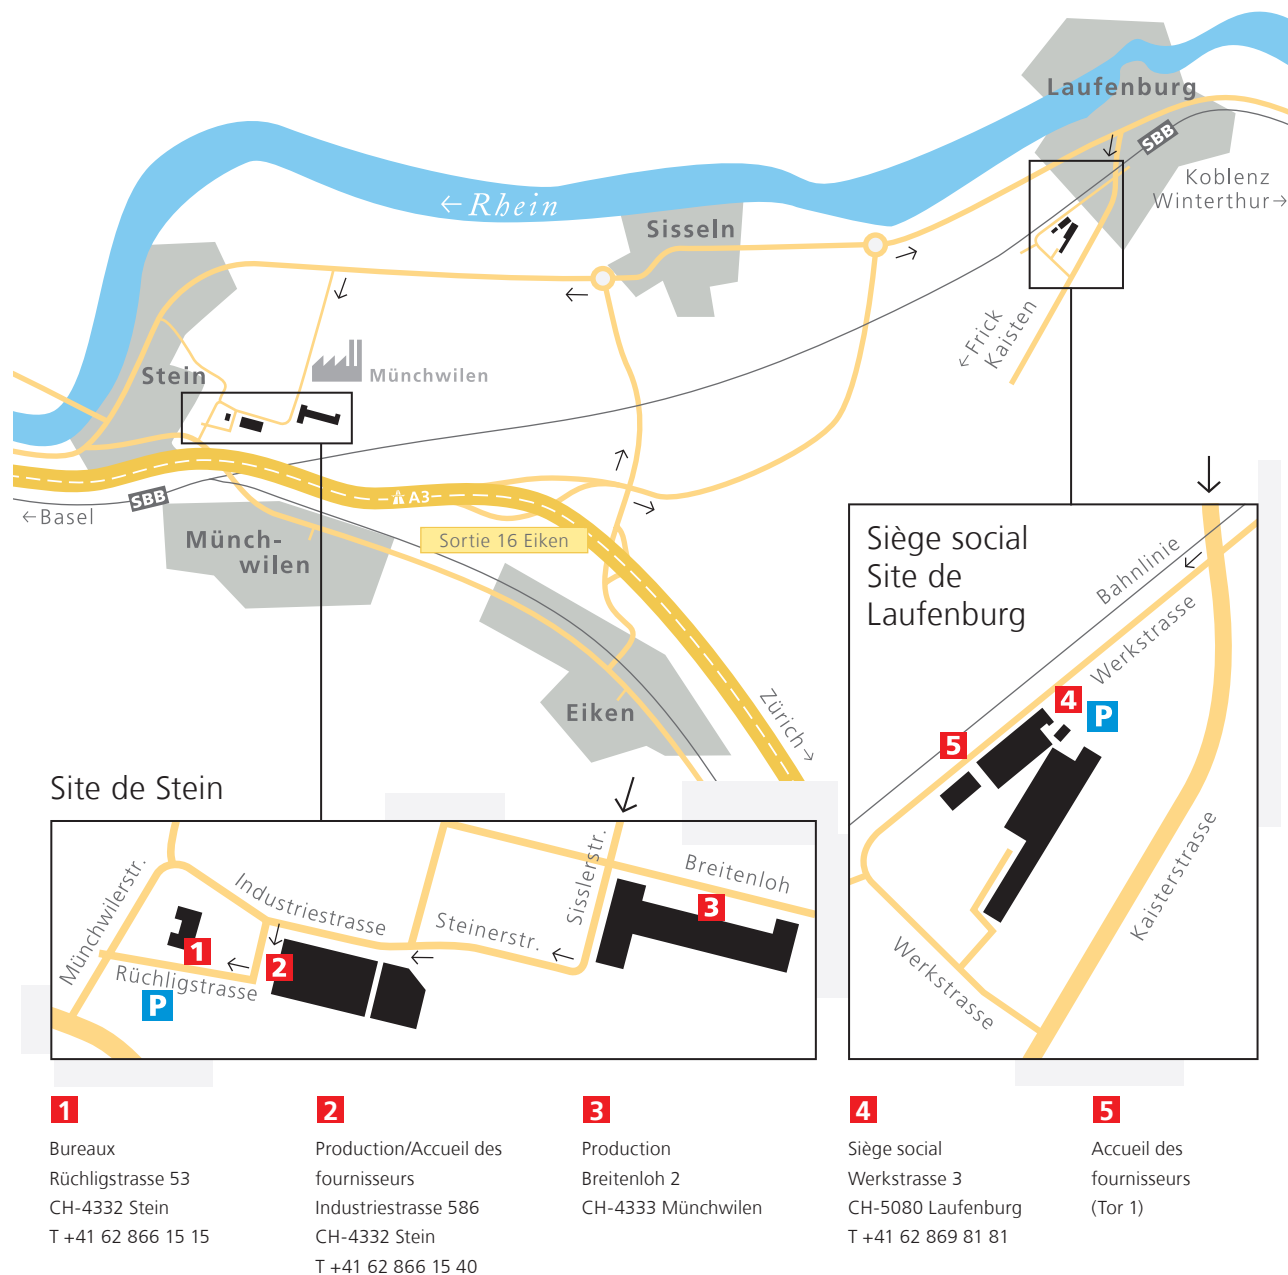 Laufenburg
SBB
Koblenz
Winterthur→
←Rhein
Sisseln
←Frick
Kaisten
Stein
Münchwilen
SBB
←Basel
A3
Münch-
wilen
Sortie 16 Eiken
Eiken
Zürich→
Siège social
Site de
Laufenburg
Bahnlinie
Werkstrasse
4
P
5
Kaisterstrasse
Werkstrasse
Site de Stein
Münchwilerstr.
Industriestrasse
Steinerstr.
Sisslerstr.
Breitenloh
3
1
2
Rüchligstrasse
P
1
Bureaux
Rüchligstrasse 53
CH-4332 Stein
T +41 62 866 15 15
2
Production/Accueil des
fournisseurs
Industriestrasse 586
CH-4332 Stein
T +41 62 866 15 40
3
Production
Breitenloh 2
CH-4333 Münchwilen
4
Siège social
Werkstrasse 3
CH-5080 Laufenburg
T +41 62 869 81 81
5
Accueil des
fournisseurs
(Tor 1)